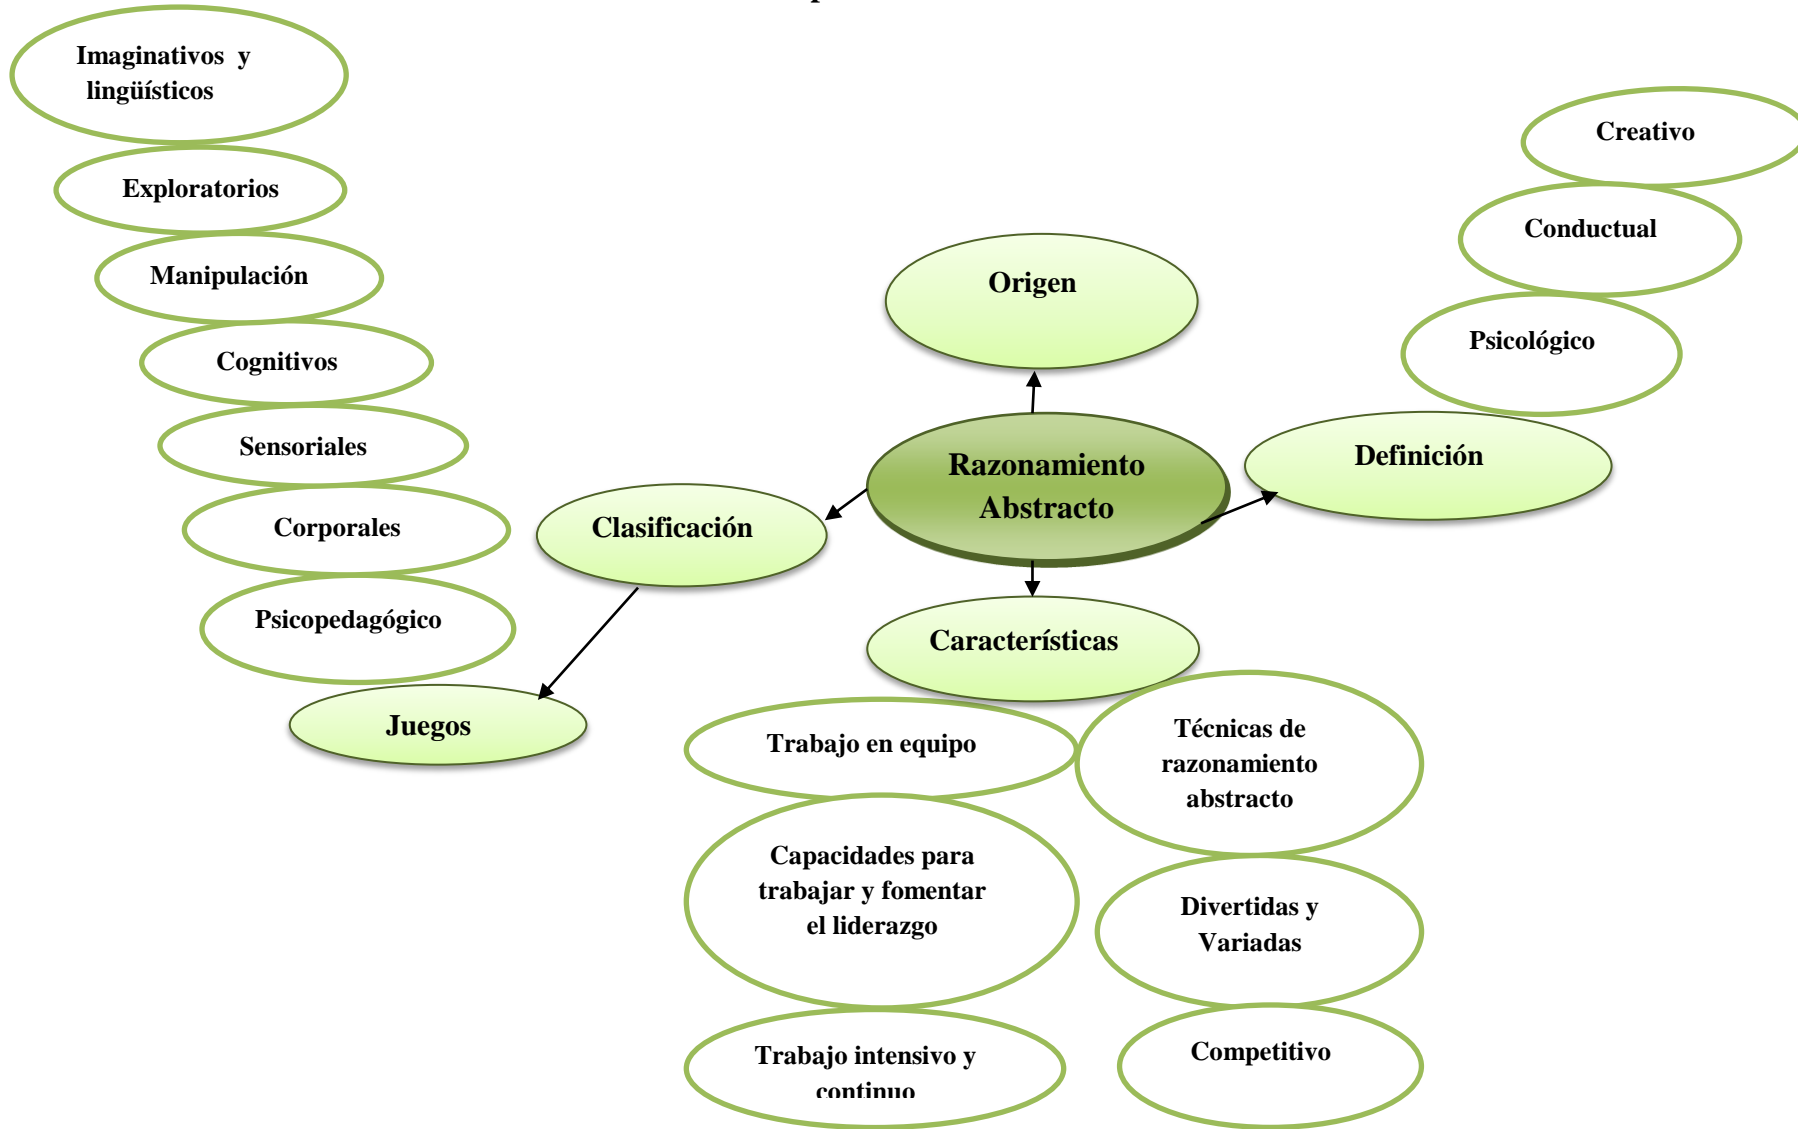 Imaginativos y
lingüísticos
Exploratorios
Manipulación
Cognitivos
Sensoriales
Corporales
Psicopedagógico
Juegos
Clasificación
Origen
Razonamiento
Abstracto
Creativo
Conductual
Psicológico
Definición
Características
Trabajo en equipo
Capacidades para
trabajar y fomentar
el liderazgo
Trabajo intensivo y
continuo
Técnicas de
razonamiento
abstracto
Divertidas y
Variadas
Competitivo